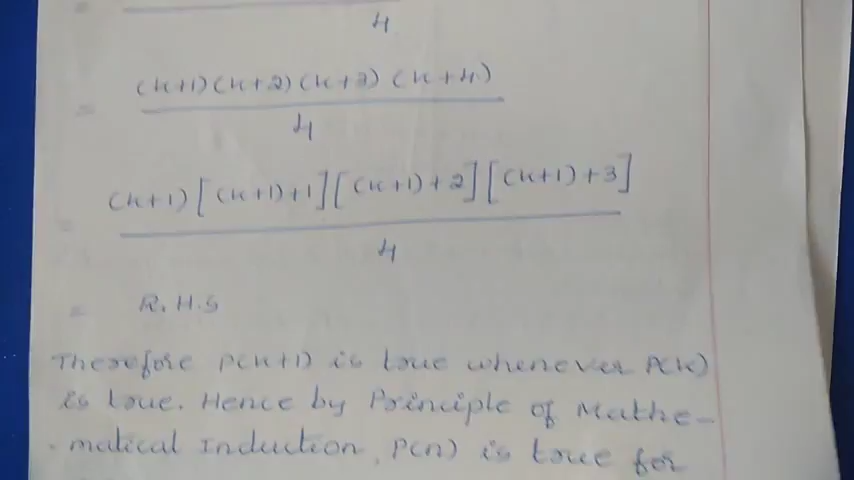 =
4
= (k+1)(k+2)(k+3)(k+4)
4
= (k+1)[(k+1)+1][(k+1)+2][(k+1)+3]
4
= R.H.S
Therefore P(k+1) is true whenever P(k)
is true. Hence by Principle of Mathe-
matical Induction, P(n) is true for